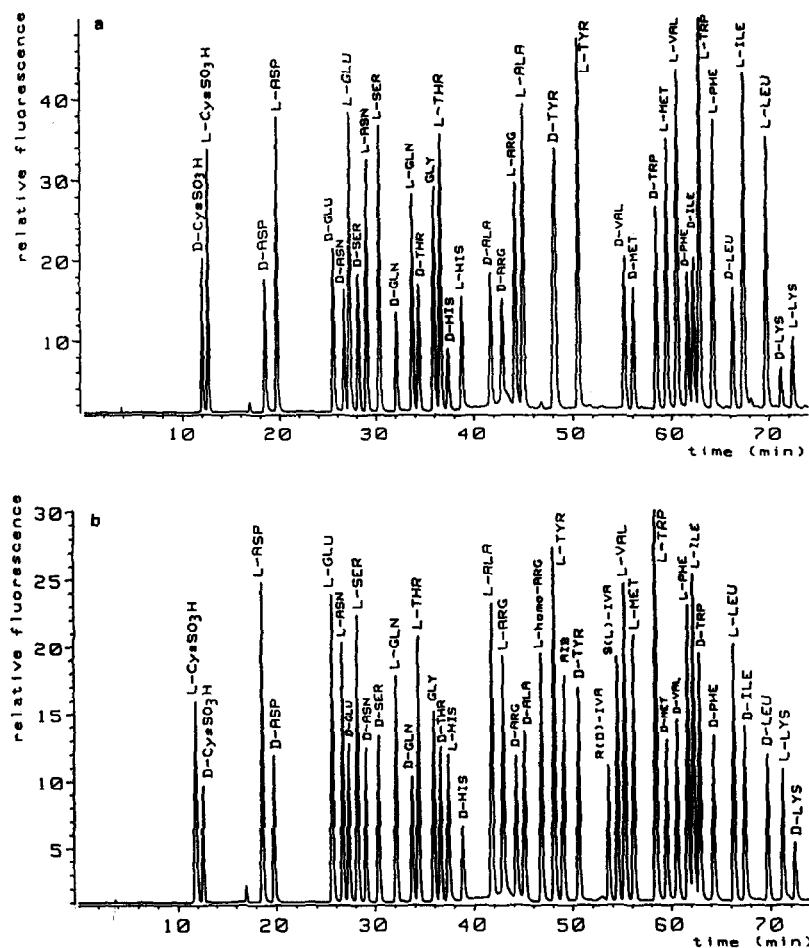 a
relative fluorescence
40
30
20
10
D-CysSO3H
L-CysSO3H
D-ASP
L-ASP
D-GLU
D-ASN
L-GLU
D-SER
L-ASN
L-SER
D-GLN
L-GLN
D-THR
GLY
L-THR
D-HIS
L-HIS
D-ALA
D-ARG
L-ARG
L-ALA
D-TYR
L-TYR
D-VAL
D-MET
D-TRP
L-MET
L-VAL
D-PHE
D-ILE
L-TRP
L-PHE
D-LEU
L-ILE
L-LEU
D-LYS
L-LYS
10 20 30 40 50 60 70
time (min)
b
relative fluorescence
30
25
20
15
10
5
L-CysSO3H
D-CysSO3H
L-ASP
D-ASP
L-GLU
L-ASN
D-GLU
L-SER
D-ASN
D-SER
L-GLN
D-GLN
L-THR
GLY
D-THR
L-HIS
D-HIS
L-ALA
L-ARG
D-ARG
D-ALA
L-homo-ARG
L-TYR
AIB
D-TYR
R(D)-IVA
S(L)-IVA
L-VAL
L-MET
L-TRP
D-MET
D-VAL
L-PHE
L-ILE
D-TRP
D-PHE
L-LEU
D-ILE
D-LEU
L-LYS
D-LYS
10 20 30 40 50 60 70
time (min)